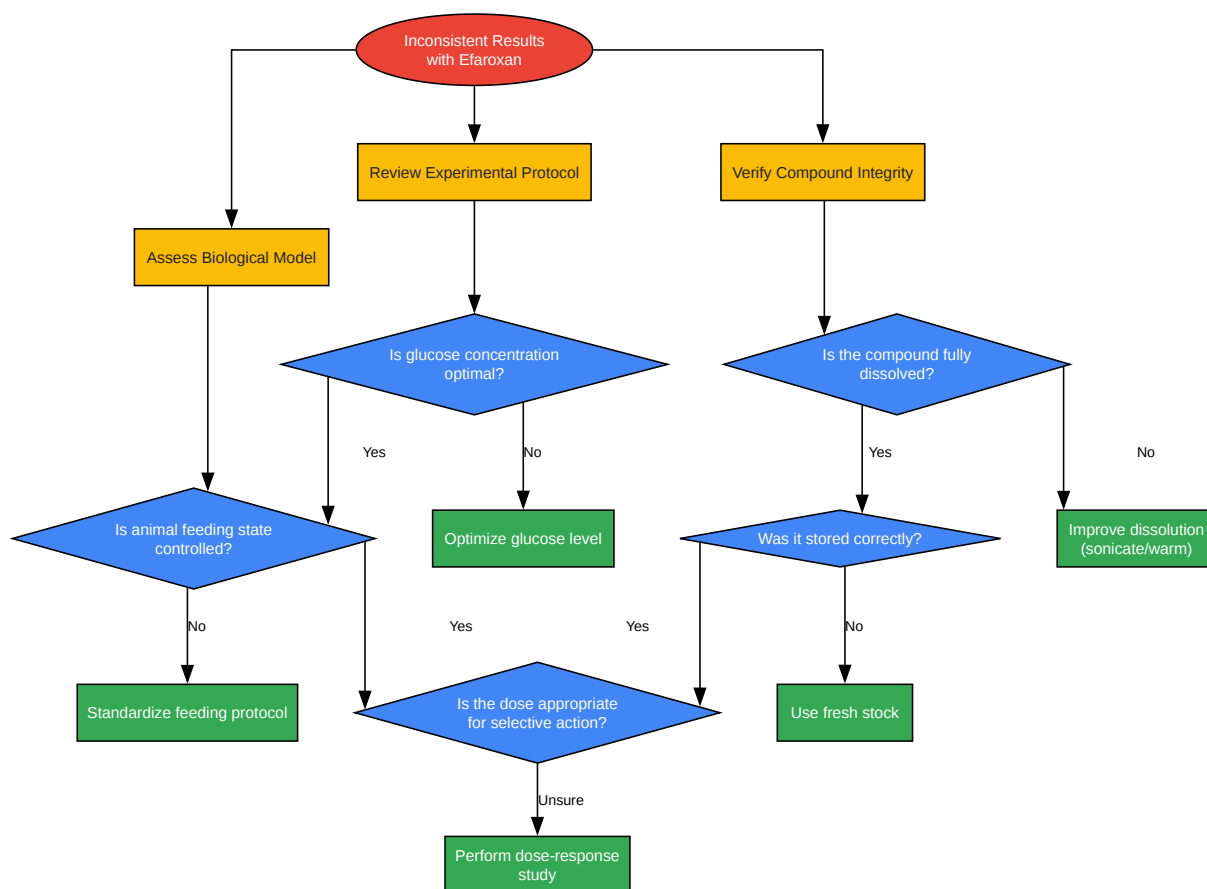 Inconsistent Results
with Efaroxan
Review Experimental Protocol
Verify Compound Integrity
Assess Biological Model
Is glucose concentration
optimal?
Is the compound fully
dissolved?
Yes
No
Yes
No
Is animal feeding state
controlled?
Optimize glucose level
Was it stored correctly?
Improve dissolution
(sonicate/warm)
No
Yes
Yes
No
Standardize feeding protocol
Is the dose appropriate
for selective action?
Use fresh stock
Unsure
Perform dose-response
study